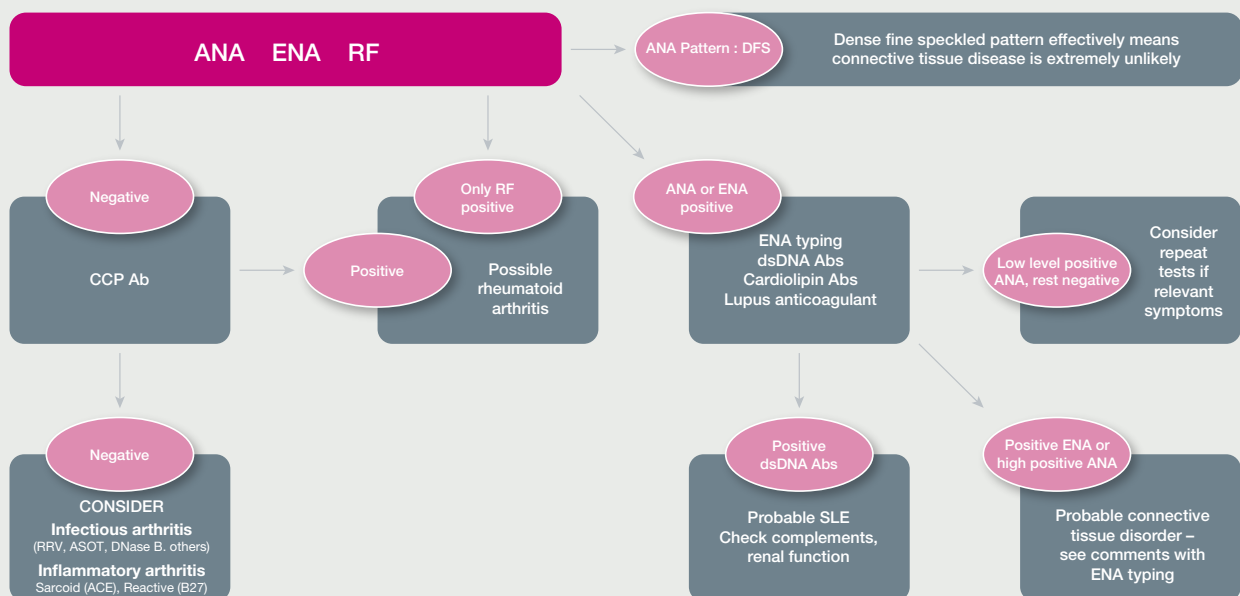 ANA ENA RF
ANA Pattern : DFS
Dense fine speckled pattern effectively means
connective tissue disease is extremely unlikely
Negative
CCP Ab
Only RF
positive
Positive
Possible
rheumatoid
arthritis
ANA or ENA
positive
ENA typing
dsDNA Abs
Cardiolipin Abs
Lupus anticoagulant
Low level positive
ANA, rest negative
Consider
repeat
tests if
relevant
symptoms
Negative
CONSIDER
Infectious arthritis
(RRV, ASOT, DNase B. others)
Inflammatory arthritis
Sarcoid (ACE), Reactive (B27)
Positive
dsDNA Abs
Probable SLE
Check complements,
renal function
Positive ENA or
high positive ANA
Probable connective
tissue disorder –
see comments with
ENA typing